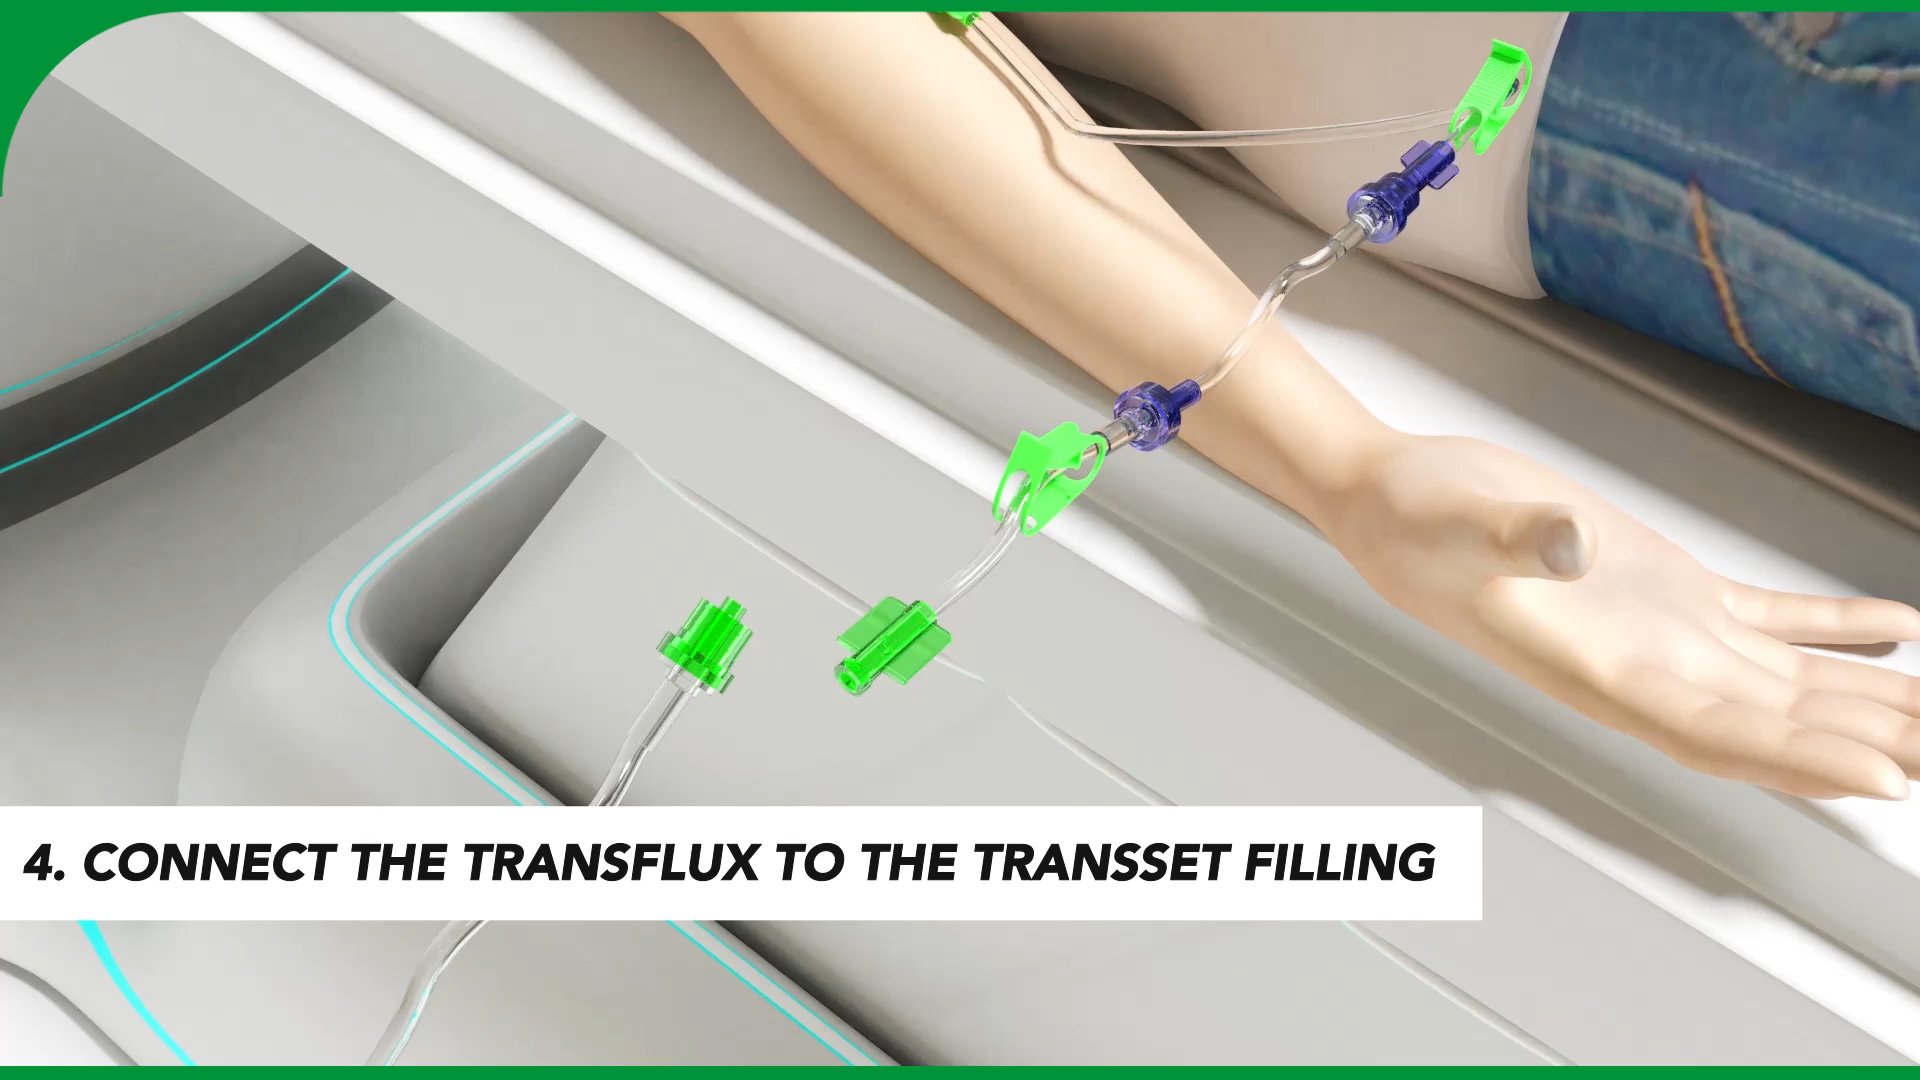 4. CONNECT THE TRANSFLUX TO THE TRANSSET FILLING